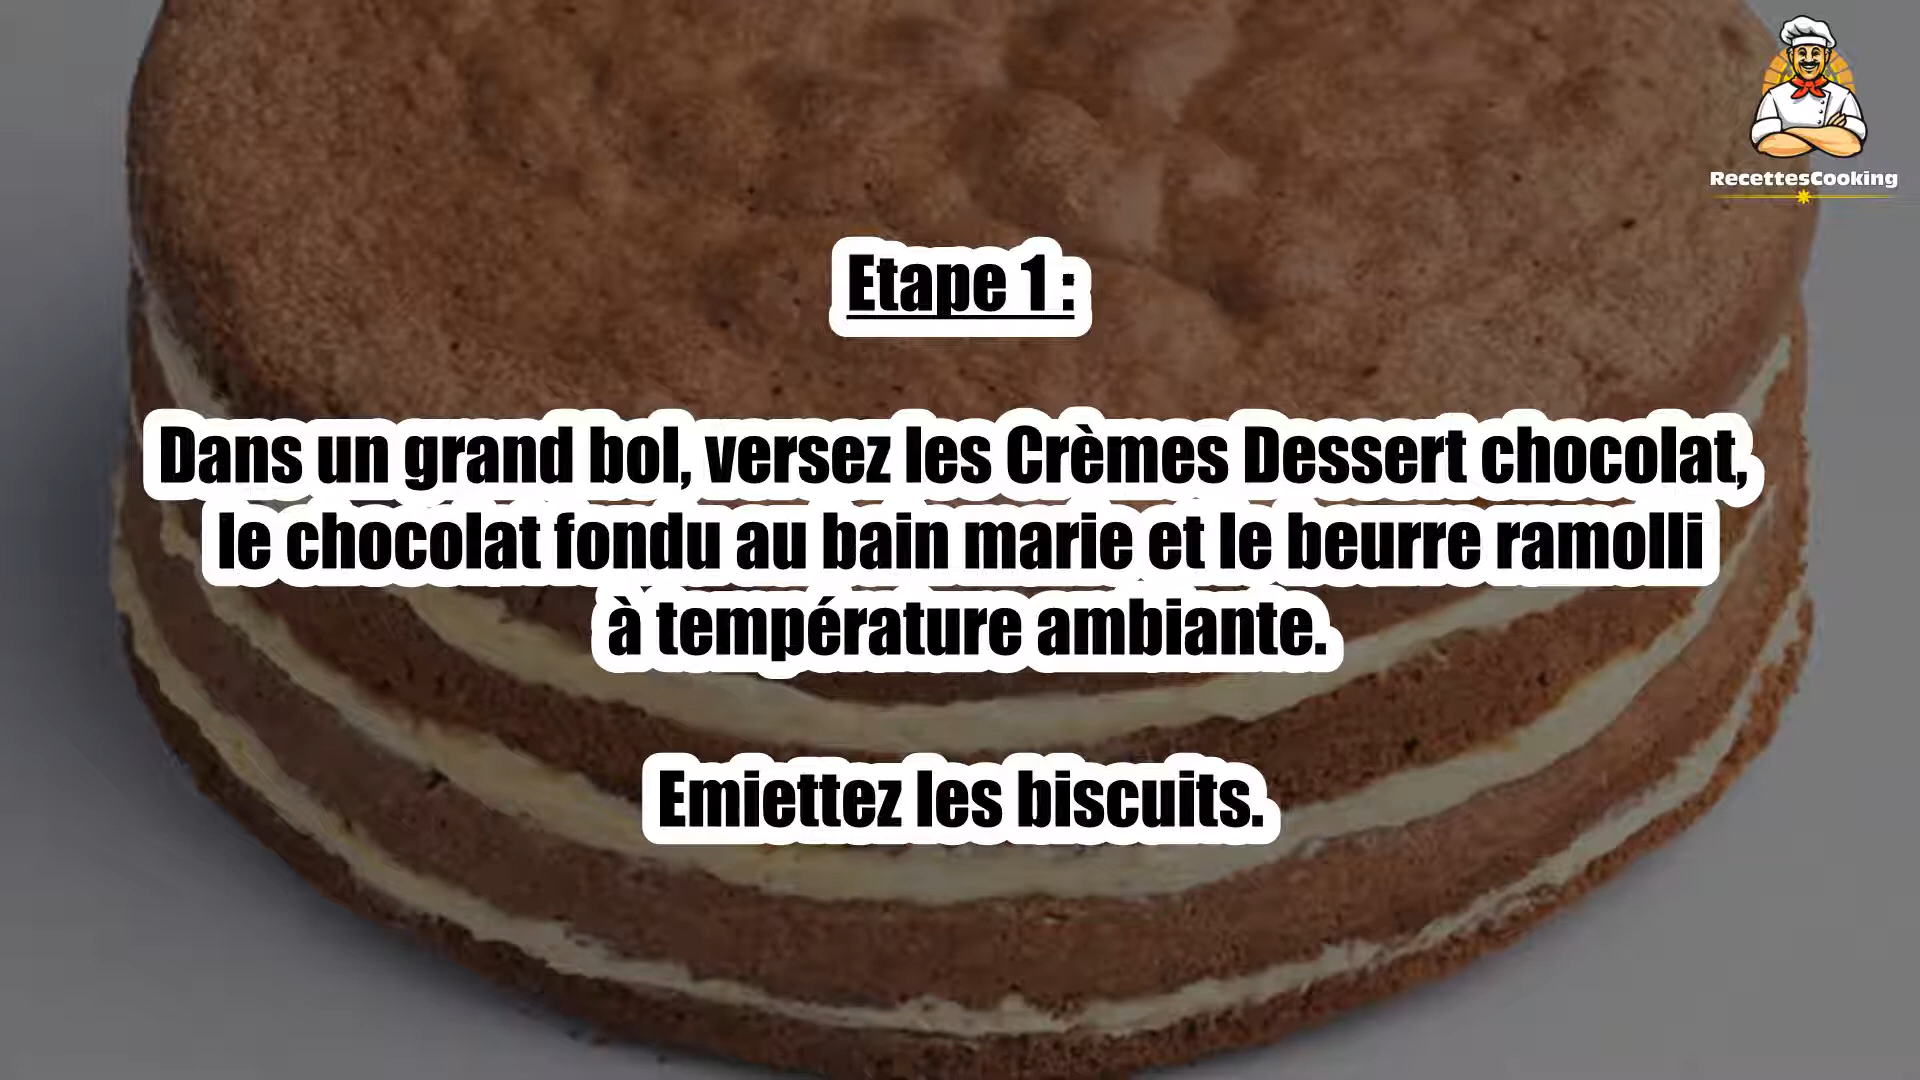 RecettesCooking
Etape 1 :
Dans un grand bol, versez les Crèmes Dessert chocolat,
le chocolat fondu au bain marie et le beurre ramolli
à température ambiante.
Emiettez les biscuits.